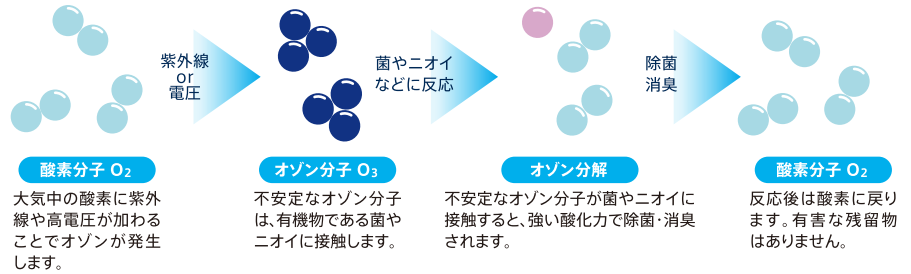 紫外線
or
電圧
菌やニオイ
などに反応
除菌
消臭
酸素分子 O2
大気中の酸素に紫外
線や高電圧が加わる
ことでオゾンが発生
します。
オゾン分子 O3
不安定なオゾン分子
は、有機物である菌や
ニオイに接触します。
オゾン分解
不安定なオゾン分子が菌やニオイに
接触すると、強い酸化力で除菌・消臭
されます。
酸素分子 O2
反応後は酸素に戻り
ます。有害な残留物
はありません。